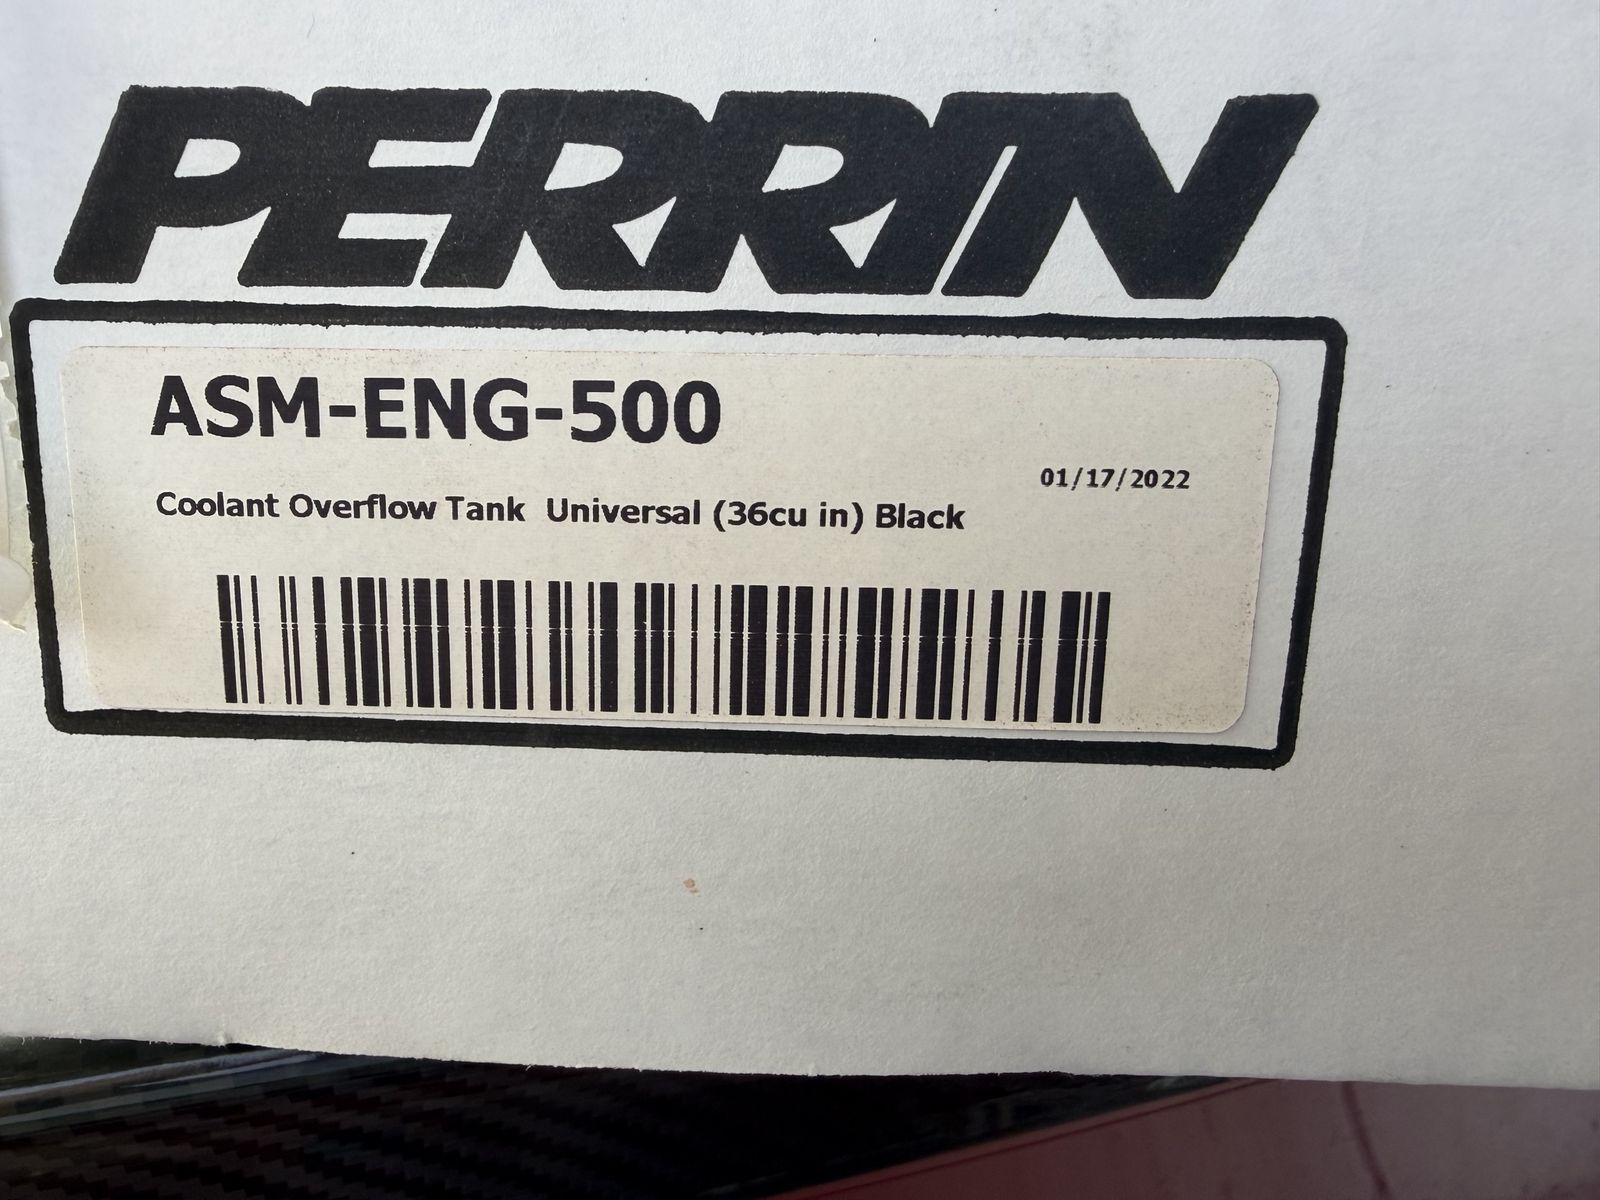 PERRIN
ASM-ENG-500
01/17/2022
Coolant Overflow Tank Universal (36cu in) Black